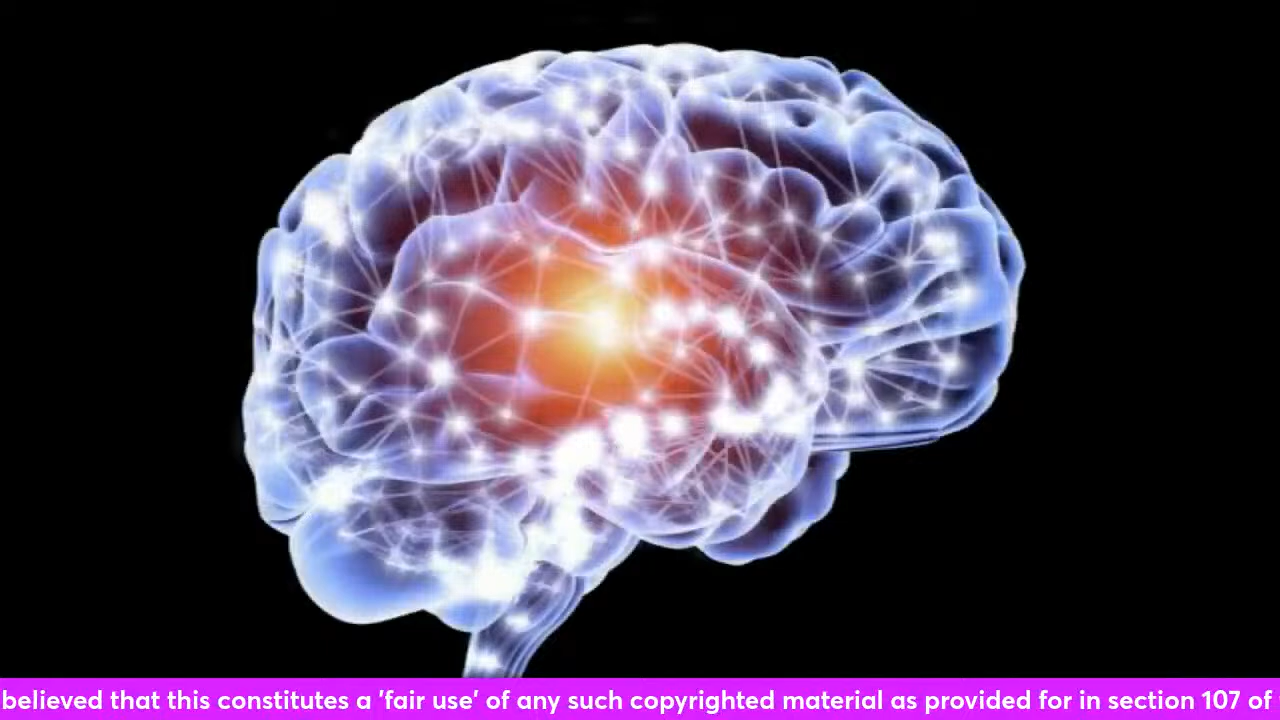 believed that this constitutes a 'fair use' of any such copyrighted material as provided for in section 107 of